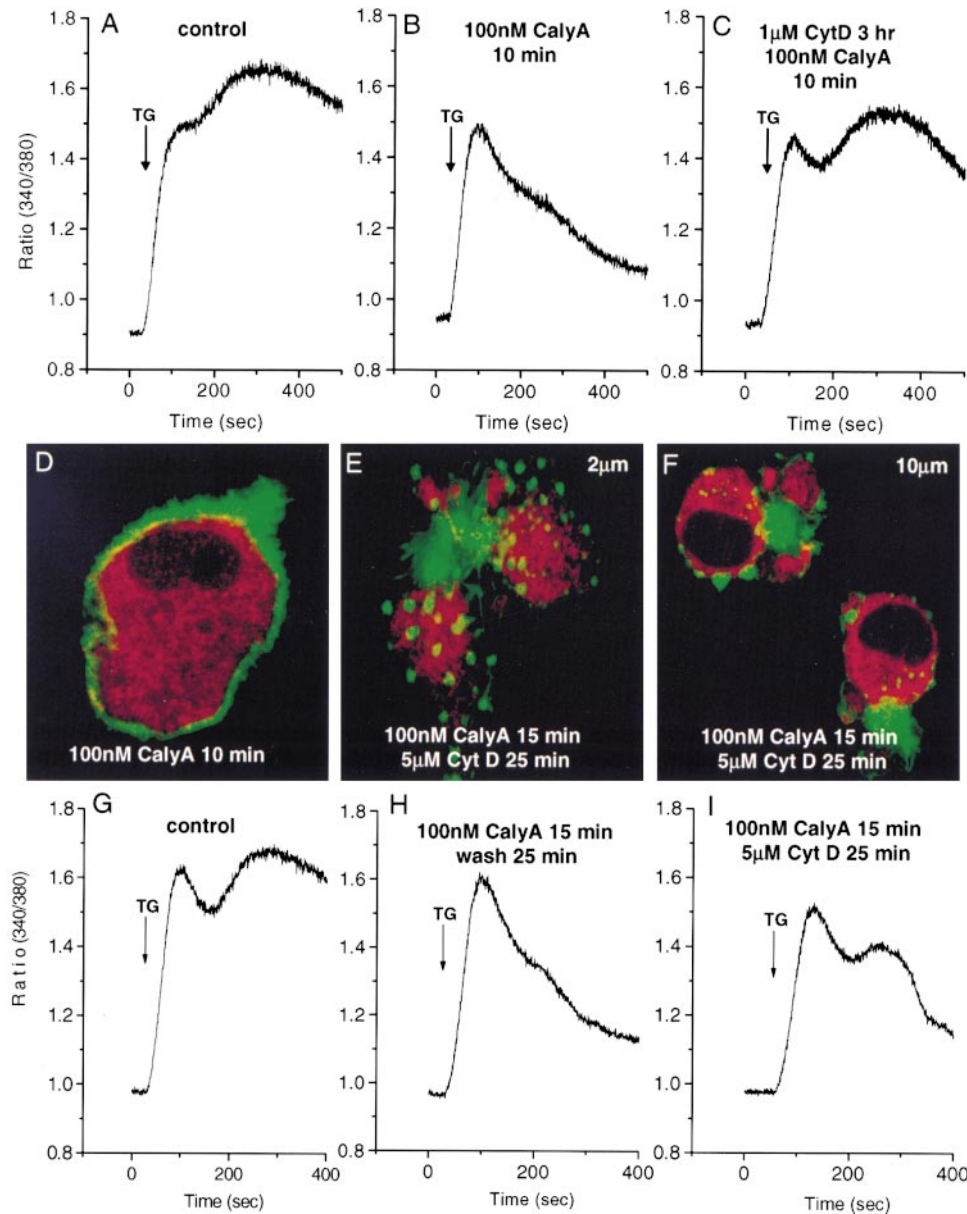 A
control
TG
Ratio (340/380)
1.8
1.6
1.4
1.2
1.0
0.8
0
200
400
Time (sec)
B
100nM CalyA
10 min
TG
1.8
1.6
1.4
1.2
1.0
0.8
0
200
400
Time (sec)
C
1μM CytD 3 hr
100nM CalyA
10 min
TG
1.8
1.6
1.4
1.2
1.0
0.8
0
200
400
Time (sec)
D
100nM CalyA 10 min
E
2μm
100nM CalyA 15 min
5μM Cyt D 25 min
F
10μm
100nM CalyA 15 min
5μM Cyt D 25 min
G
control
TG
Ratio (340/380)
1.8
1.6
1.4
1.2
1.0
0.8
0
200
400
Time (sec)
H
100nM CalyA 15 min
wash 25 min
TG
1.8
1.6
1.4
1.2
1.0
0.8
0
200
400
Time (sec)
I
100nM CalyA 15 min
5μM Cyt D 25 min
TG
1.8
1.6
1.4
1.2
1.0
0.8
0
200
400
Time (sec)